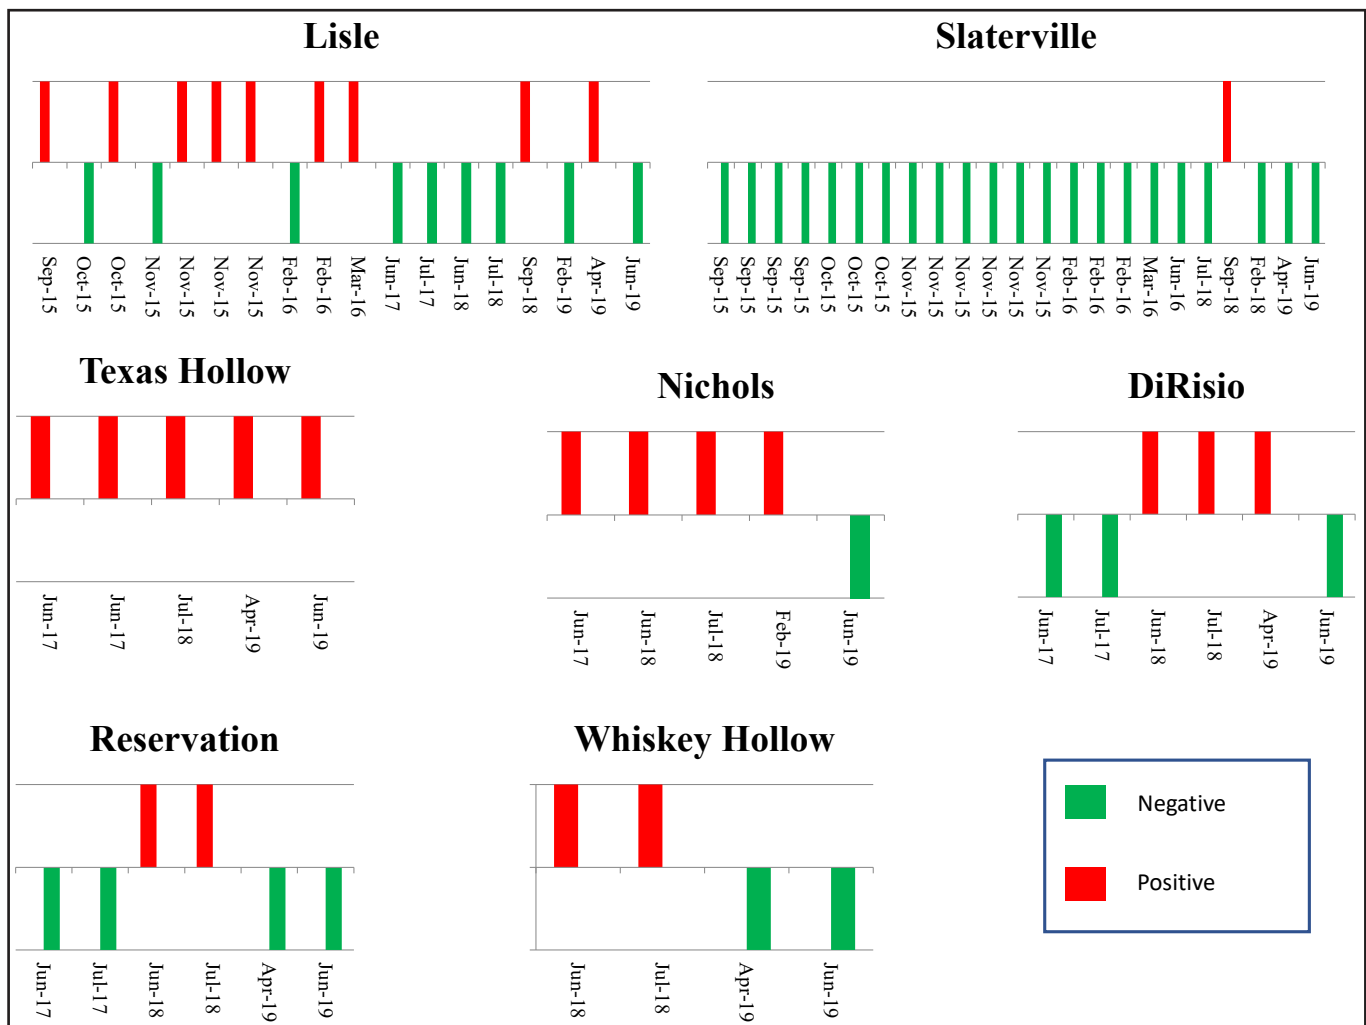 Lisle
Sep-15
Oct-15
Oct-15
Nov-15
Nov-15
Nov-15
Nov-15
Feb-16
Feb-16
Mar-16
Jun-17
Jul-17
Jun-18
Jul-18
Sep-18
Feb-19
Apr-19
Jun-19
Slaterville
Sep-15
Sep-15
Sep-15
Sep-15
Oct-15
Oct-15
Oct-15
Nov-15
Nov-15
Nov-15
Nov-15
Nov-15
Nov-15
Feb-16
Feb-16
Feb-16
Mar-16
Jun-16
Jul-18
Sep-18
Feb-18
Apr-19
Jun-19
Texas Hollow
Jun-17
Jun-17
Jul-18
Apr-19
Jun-19
Nichols
Jun-17
Jun-18
Jul-18
Feb-19
Jun-19
DiRisio
Jun-17
Jul-17
Jun-18
Jul-18
Apr-19
Jun-19
Reservation
Jun-17
Jul-17
Jun-18
Jul-18
Apr-19
Jun-19
Whiskey Hollow
Jun-18
Jul-18
Apr-19
Jun-19
Negative
Positive